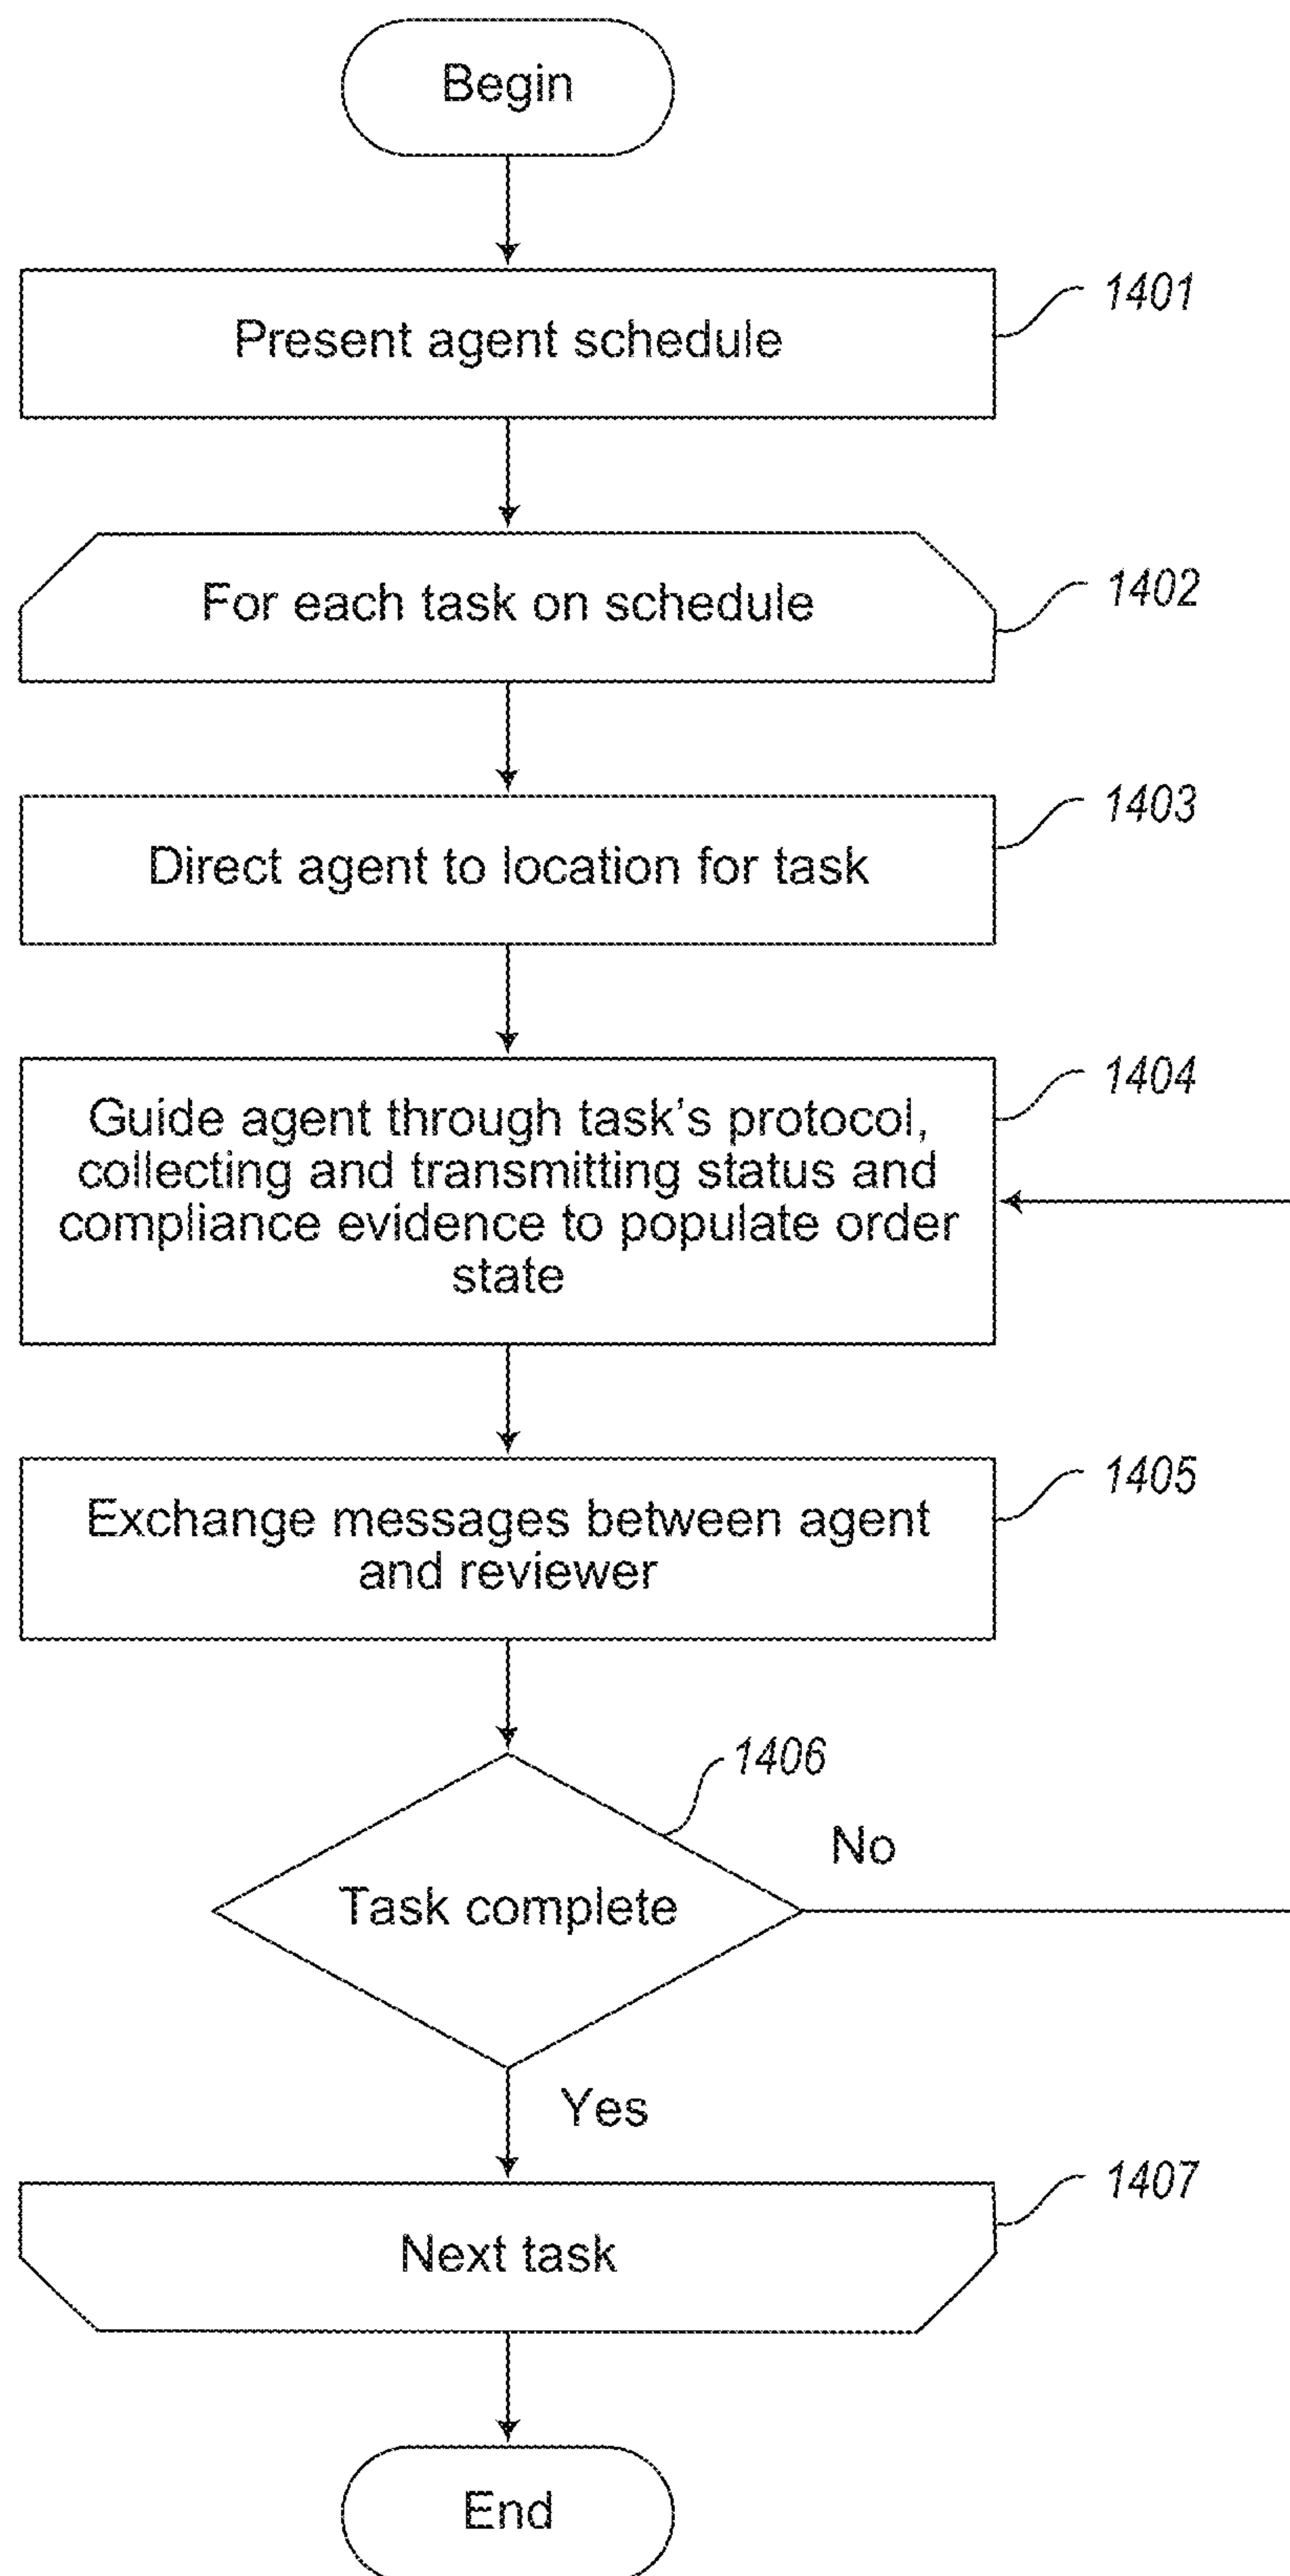 Begin
Present agent schedule
1401
For each task on schedule
1402
Direct agent to location for task
1403
Guide agent through task's protocol,
collecting and transmitting status and
compliance evidence to populate order
state
1404
Exchange messages between agent
and reviewer
1405
Task complete
1406
No
Yes
Next task
1407
End